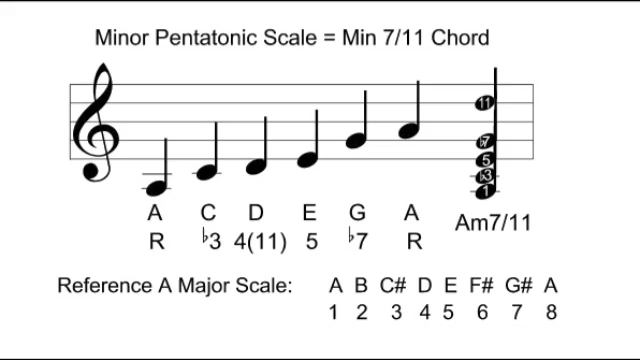 Minor Pentatonic Scale = Min 7/11 Chord
11
♭7
5
♭3
1
A C D E G A
Am7/11
R ♭3 4(11) 5 ♭7 R
Reference A Major Scale: A B C# D E F# G# A
1 2 3 4 5 6 7 8